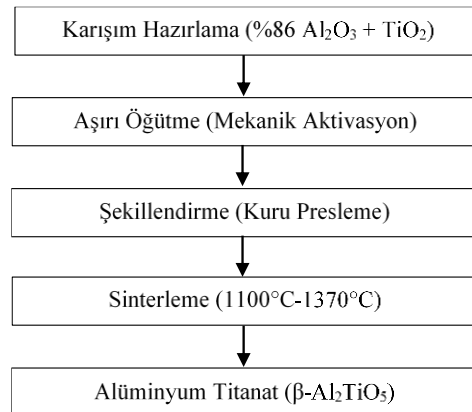 Karışım Hazırlama (%86 Al₂O₃ + TiO₂)
Aşırı Öğütme (Mekanik Aktivasyon)
Şekillendirme (Kuru Presleme)
Sinterleme (1100°C-1370°C)
Alüminyum Titanat (β-Al₂TiO₅)